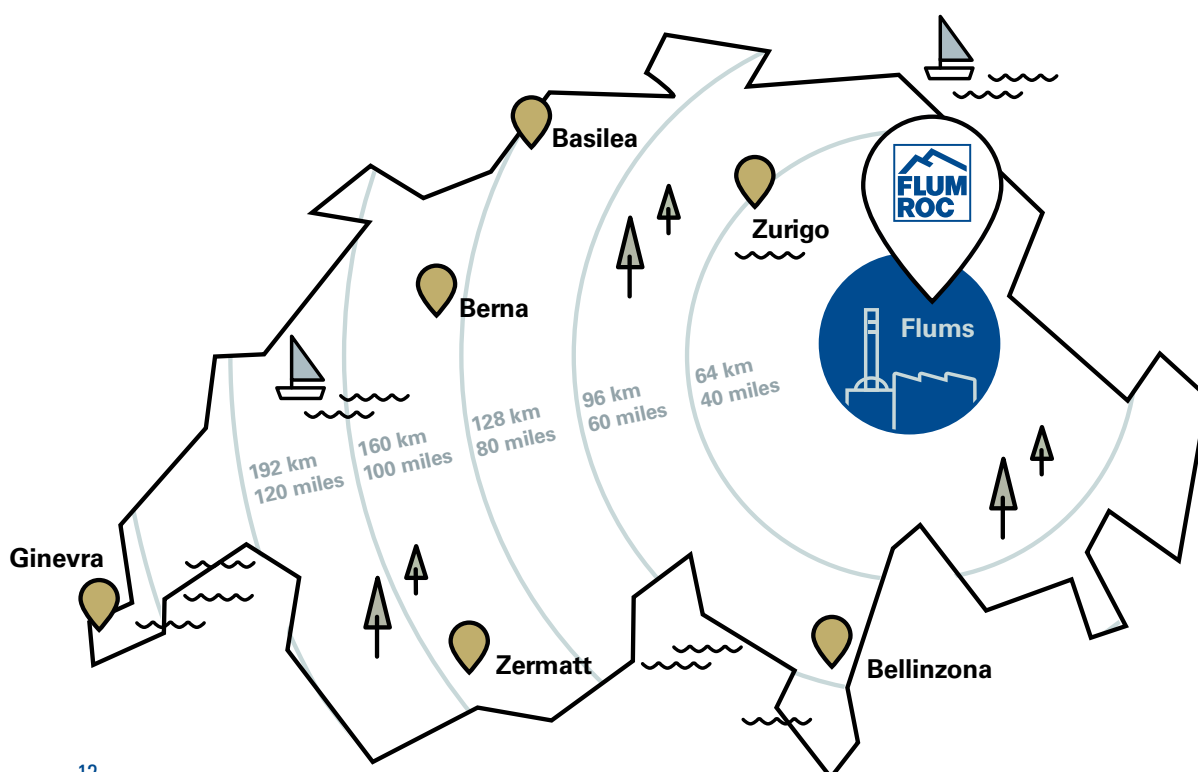 Basilea
FLUM
ROC
Zurigo
Berna
Flums
64 km
40 miles
96 km
60 miles
128 km
80 miles
160 km
100 miles
192 km
120 miles
Ginevra
Zermatt
Bellinzona
12